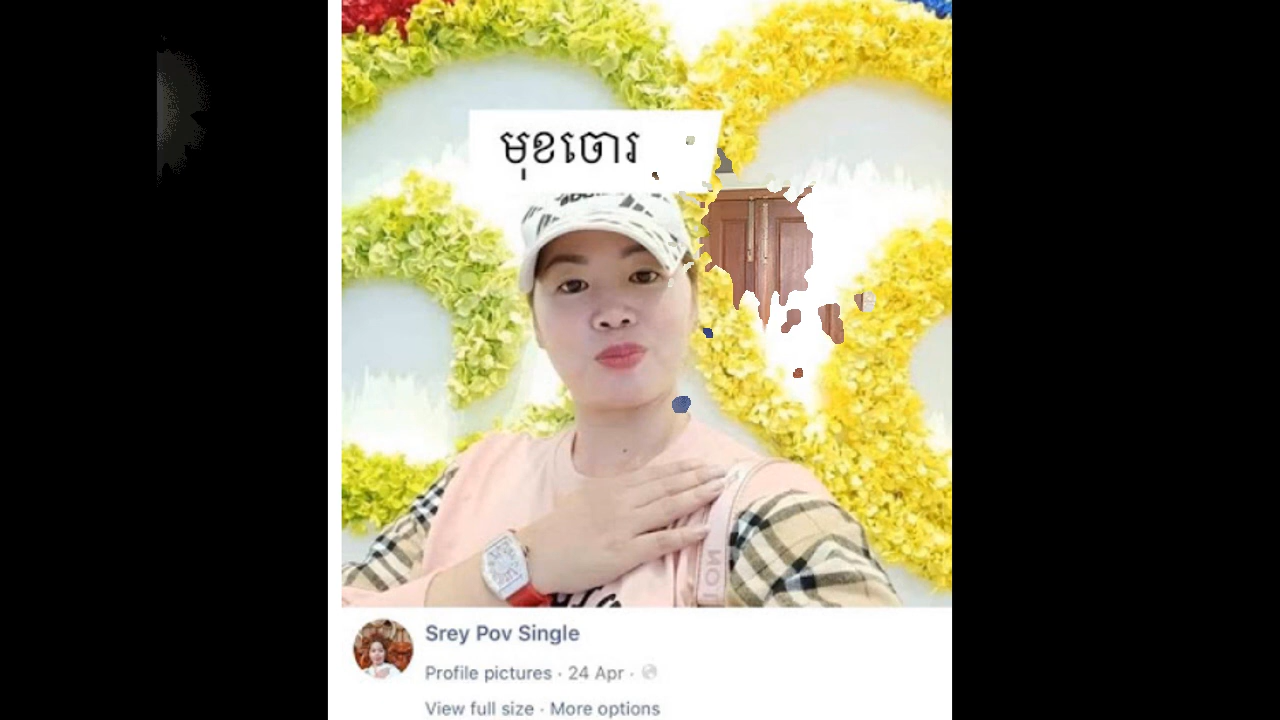 មុខចោរ
Srey Pov Single
Profile pictures · 24 Apr ·
View full size · More options